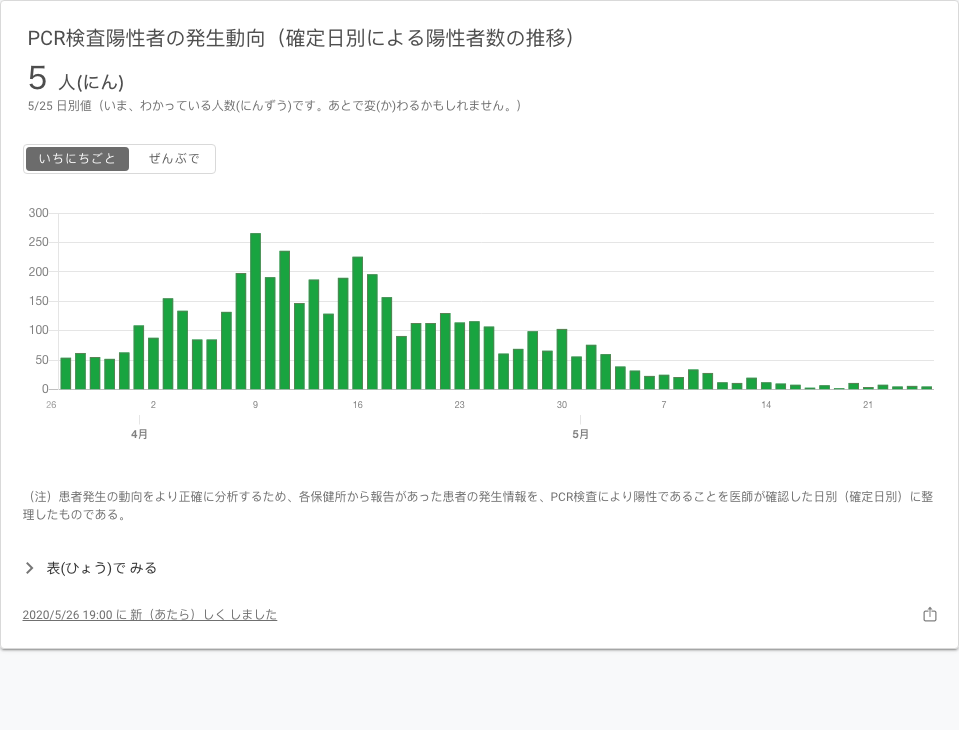 PCR検査陽性者の発生動向（確定日別による陽性者数の推移）
5 人(にん)
5/25 日別値（いま、わかっている人数(にんずう)です。あとで変(か)わるかもしれません。）
いちにちごと ぜんぶで
300
250
200
150
100
50
0
26 2 9 16 23 30 7 14 21
4月 5月
（注）患者発生の動向をより正確に分析するため、各保健所から報告があった患者の発生情報を、PCR検査により陽性であることを医師が確認した日別（確定日別）に整
理したものである。
表(ひょう)で みる
2020/5/26 19:00 に 新（あたら）しく しました